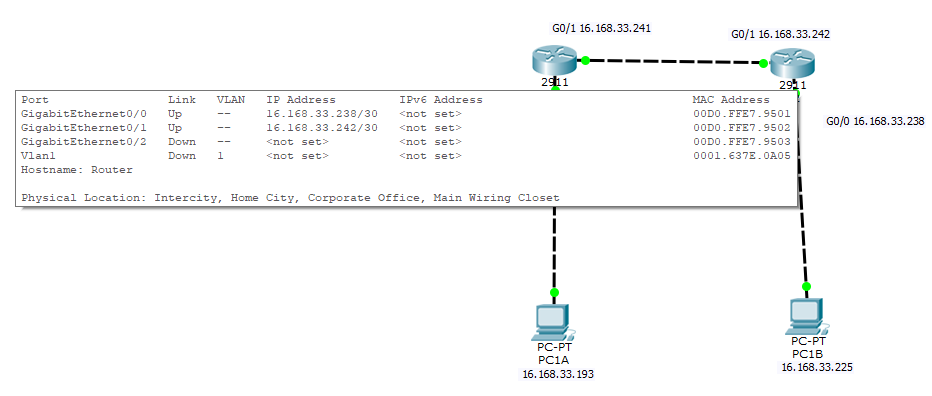 G0/1 16.168.33.241
G0/1 16.168.33.242
2911
2911
Port Link VLAN IP Address IPv6 Address MAC Address
GigabitEthernet0/0 Up -- 16.168.33.238/30 <not set> 00D0.FFE7.9501
GigabitEthernet0/1 Up -- 16.168.33.242/30 <not set> 00D0.FFE7.9502
GigabitEthernet0/2 Down -- <not set> <not set> 00D0.FFE7.9503
Vlan1 Down 1 <not set> <not set> 0001.637E.0A05
Hostname: Router
Physical Location: Intercity, Home City, Corporate Office, Main Wiring Closet
G0/0 16.168.33.238
PC-PT
PC1A
16.168.33.193
PC-PT
PC1B
16.168.33.225